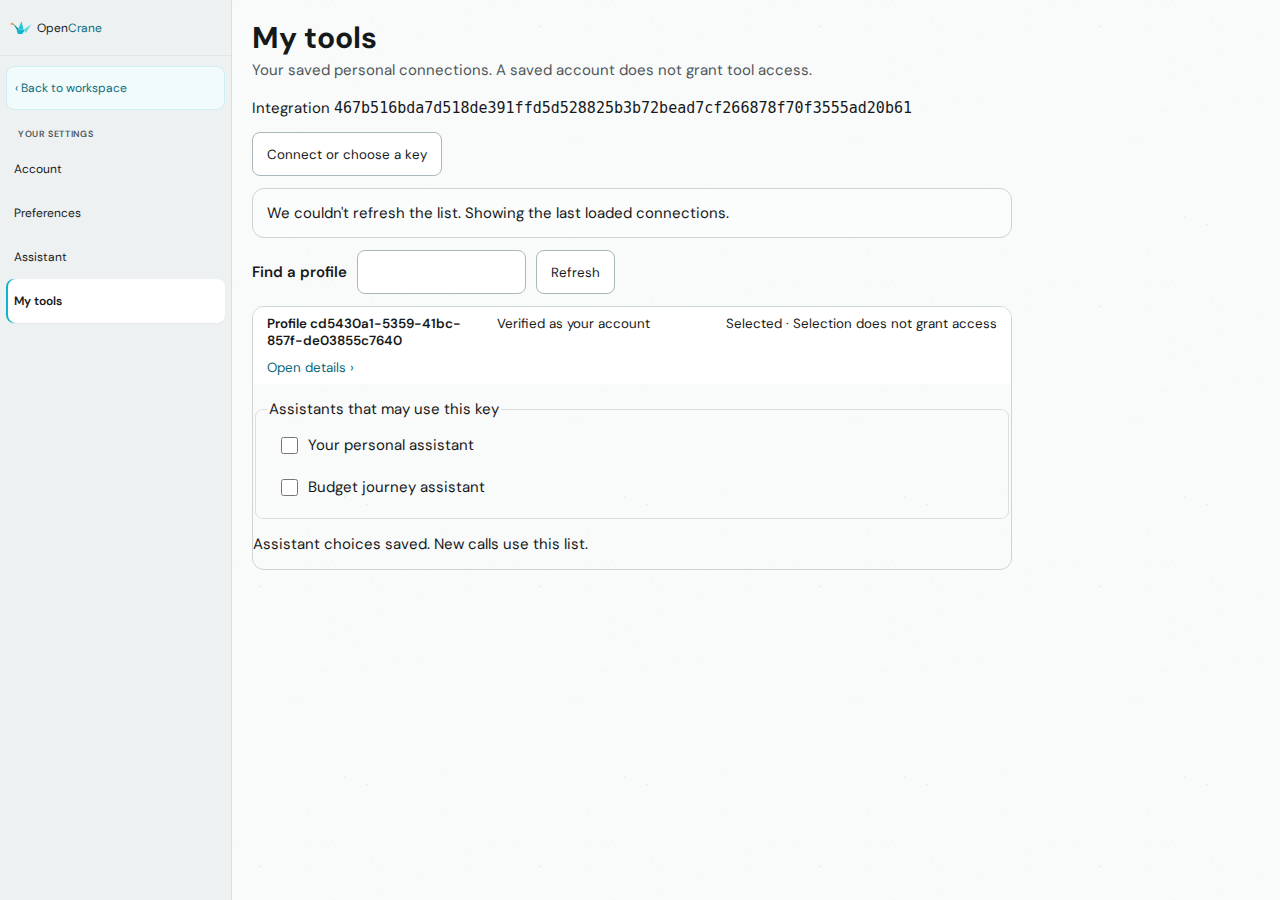 OpenCrane
‹ Back to workspace
YOUR SETTINGS
Account
Preferences
Assistant
My tools
My tools
Your saved personal connections. A saved account does not grant tool access.
Integration 467b516bda7d518de391ffd5d528825b3b72bead7cf266878f70f3555ad20b61
Connect or choose a key
We couldn't refresh the list. Showing the last loaded connections.
Find a profile
Refresh
Profile cd5430a1-5359-41bc-
857f-de03855c7640
Verified as your account
Selected · Selection does not grant access
Open details ›
Assistants that may use this key
Your personal assistant
Budget journey assistant
Assistant choices saved. New calls use this list.